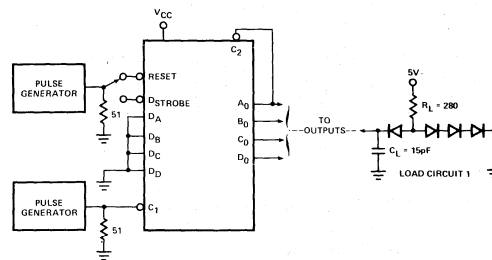 VCC
C2
PULSE
GENERATOR
RESET
51
DSTROBE
DA
DB
DC
DD
A0
B0
C0
D0
TO
OUTPUTS
5V
RL = 280
CL = 15pF
LOAD CIRCUIT 1
PULSE
GENERATOR
C1
51